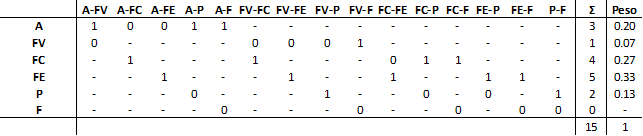 A-FV A-FC A-FE A-P A-F FV-FC FV-FE FV-P FV-F FC-FE FC-P FC-F FE-P FE-F P-F Σ Peso
A 1 0 0 1 1 - - - - - - - - - - 3 0.20
FV 0 - - - - 0 0 0 1 - - - - - - 1 0.07
FC - 1 - - - 1 - - - 0 1 1 - - - 4 0.27
FE - - 1 - - - 1 - - 1 - - 1 1 - 5 0.33
P - - - 0 - - - 1 - - 0 - 0 - 1 2 0.13
F - - - - 0 - - - 0 - - 0 - 0 0 0 -
15 1